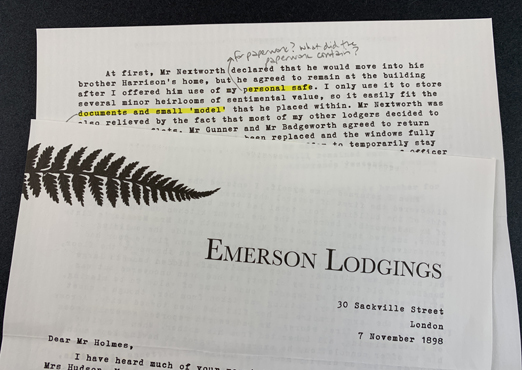 for paperwork? What did the
paperwork contain?
At first, Mr Nextworth declared that he would move into his
brother Harrison's home, but he agreed to remain at the building
after I offered him use of my personal safe. I only use it to store
several minor heirlooms of sentimental value, so it easily fit the
documents and small 'model' that he placed within. Mr Nextworth was
also relieved by the fact that most of my other lodgers decided to
Mr Gunner and Mr Badgeworth agreed to return
been replaced and the windows fully
to temporarily stay
officer
EMERSON LODGINGS
30 Sackville Street
London
7 November 1898
Dear Mr Holmes,
I have heard much of your
Mrs Hudson,